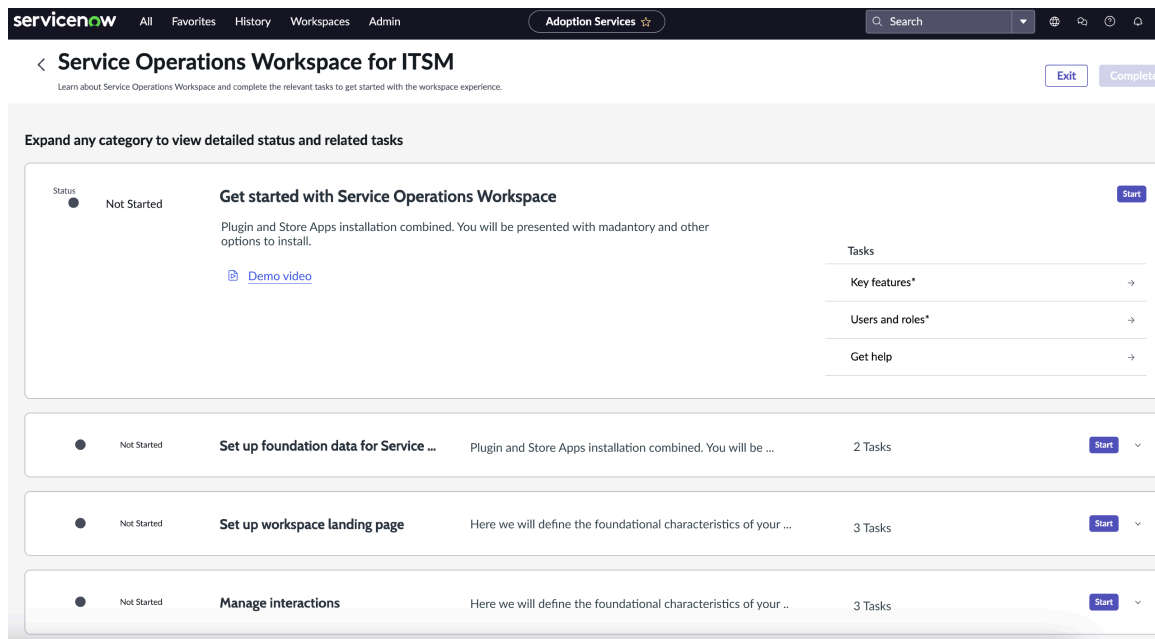 servicenow All Favorites History Workspaces Admin Adoption Services Search
Service Operations Workspace for ITSM
Learn about Service Operations Workspace and complete the relevant tasks to get started with the workspace experience.
Exit Complete
Expand any category to view detailed status and related tasks
Status
Not Started
Get started with Service Operations Workspace
Start
Plugin and Store Apps installation combined. You will be presented with madantory and other
options to install.
Demo video
Tasks
Key features*
Users and roles*
Get help
Not Started Set up foundation data for Service ... Plugin and Store Apps installation combined. You will be ... 2 Tasks Start
Not Started Set up workspace landing page Here we will define the foundational characteristics of your ... 3 Tasks Start
Not Started Manage interactions Here we will define the foundational characteristics of your .. 3 Tasks Start